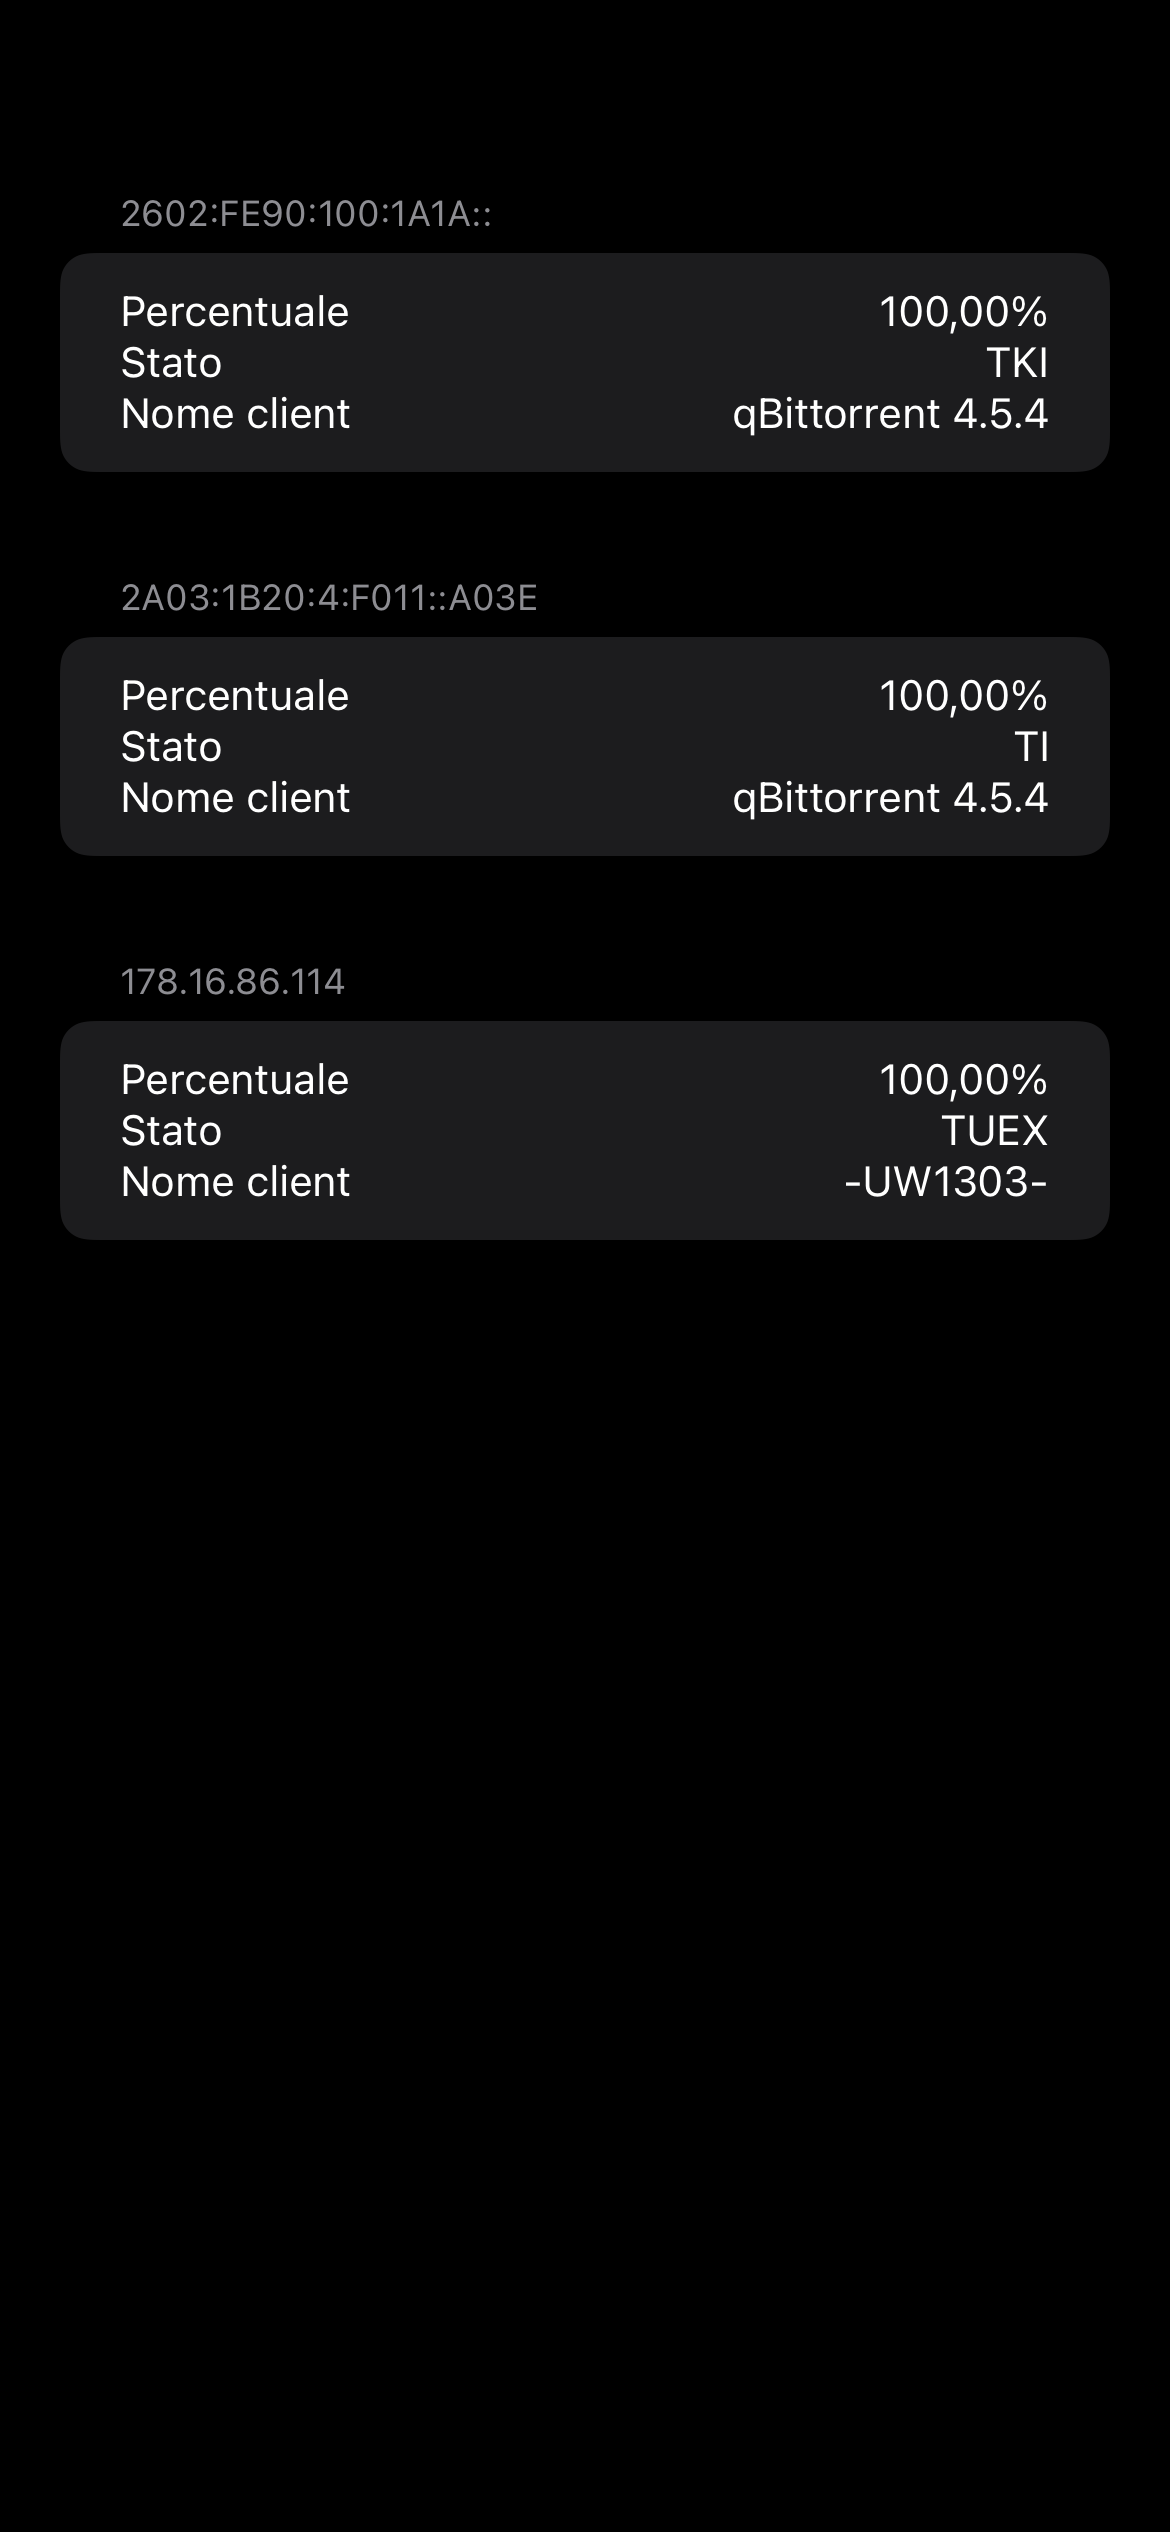 2602:FE90:100:1A1A::
Percentuale 100,00%
Stato TKI
Nome client qBittorrent 4.5.4
2A03:1B20:4:F011::A03E
Percentuale 100,00%
Stato TI
Nome client qBittorrent 4.5.4
178.16.86.114
Percentuale 100,00%
Stato TUEX
Nome client -UW1303-